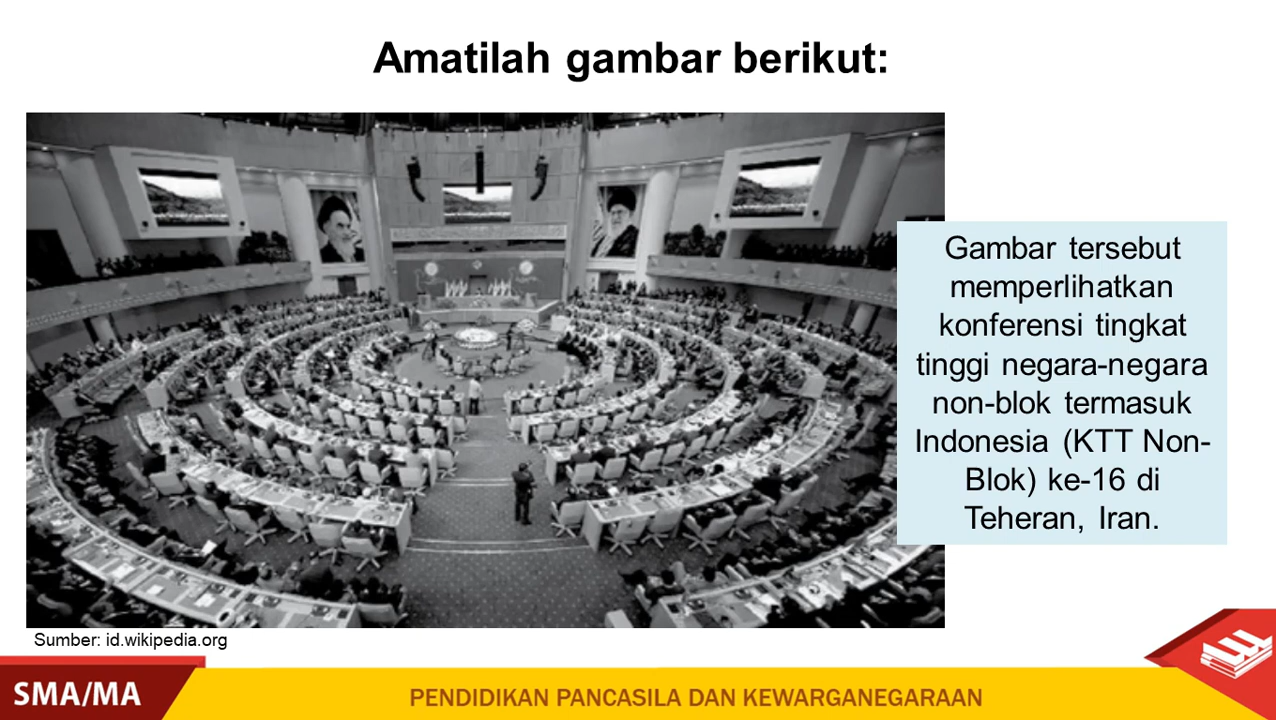 Amatilah gambar berikut:
Gambar tersebut
memperlihatkan
konferensi tingkat
tinggi negara-negara
non-blok termasuk
Indonesia (KTT Non-
Blok) ke-16 di
Teheran, Iran.
Sumber: id.wikipedia.org
SMA/MA
PENDIDIKAN PANCASILA DAN KEWARGANEGARAAN